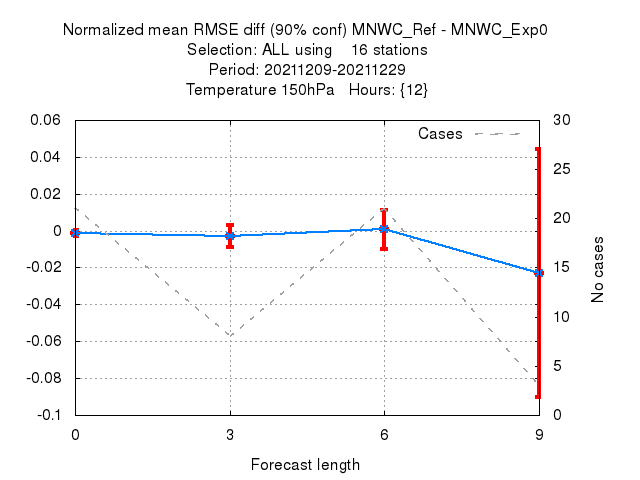 Normalized mean RMSE diff (90% conf) MNWC_Ref - MNWC_Exp0
Selection: ALL using    16 stations
Period: 20211209-20211229
Temperature 150hPa   Hours: {12}
Cases
0.06
0.04
0.02
0
-0.02
-0.04
-0.06
-0.08
-0.1
30
25
20
15
10
5
0
No cases
0 3 6 9
Forecast length